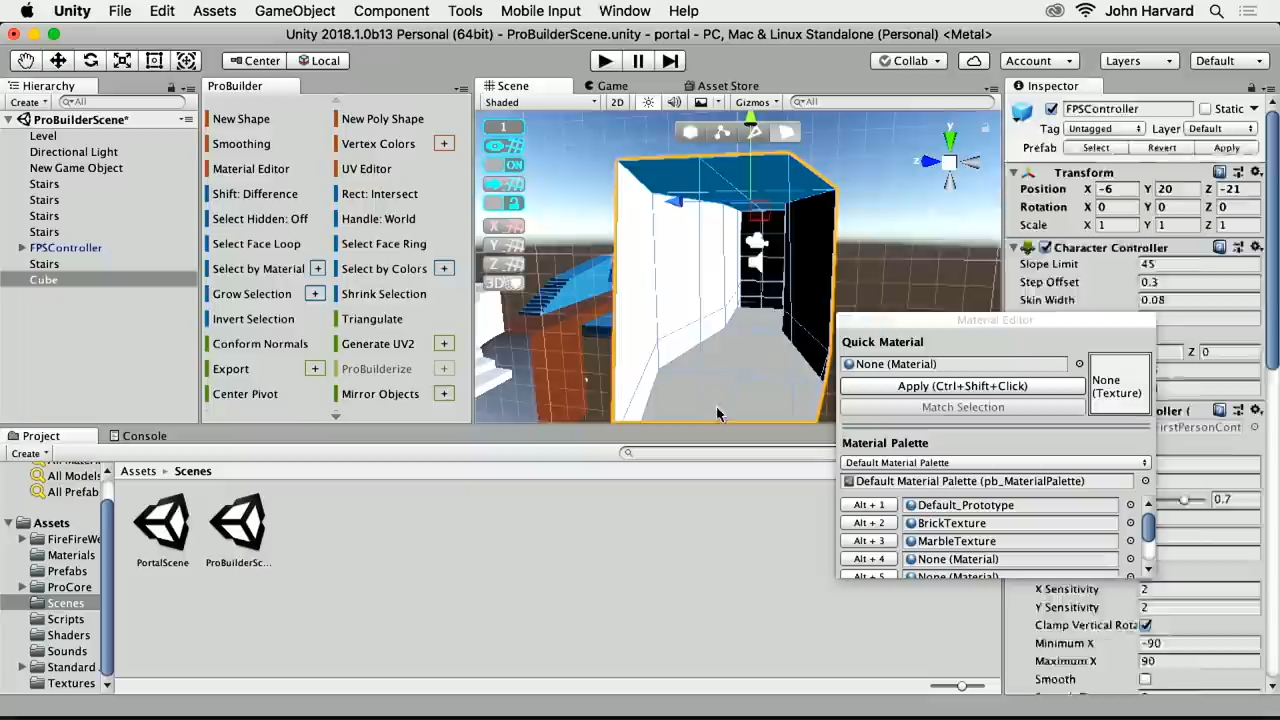 Unity File Edit Assets GameObject Component Tools Mobile Input Window Help John Harvard
Unity 2018.1.0b13 Personal (64bit) - ProBuilderScene.unity - portal - PC, Mac & Linux Standalone (Personal) <Metal>
Center Local Collab Account Layers Default
Hierarchy
Create All
ProBuilderScene*
Level
Directional Light
New Game Object
Stairs
Stairs
Stairs
Stairs
FPSController
Stairs
Cube
ProBuilder
New Shape New Poly Shape
Smoothing Vertex Colors +
Material Editor UV Editor
Shift: Difference Rect: Intersect
Select Hidden: Off Handle: World
Select Face Loop Select Face Ring
Select by Material + Select by Colors +
Grow Selection + Shrink Selection
Invert Selection Triangulate
Conform Normals Generate UV2 +
Export + ProBuilderize +
Center Pivot Mirror Objects +
Scene Game Asset Store
Shaded 2D Gizmos All
1
ON
X
Y
Z
3D
y
z
Inspector
FPSController Static
Tag Untagged Layer Default
Prefab Select Revert Apply
Transform
Position X -6 Y 20 Z -21
Rotation X 0 Y 0 Z 0
Scale X 1 Y 1 Z 1
Character Controller
Slope Limit 45
Step Offset 0.3
Skin Width 0.08
Z 0
0.7
X Sensitivity 2
Y Sensitivity 2
Clamp Vertical Rota
Minimum X -90
Maximum X 90
Smooth
Material Editor
Quick Material
None (Material)
Apply (Ctrl+Shift+Click)
Match Selection
None
(Texture)
Material Palette
Default Material Palette
Default Material Palette (pb_MaterialPalette)
Alt + 1 Default_Prototype
Alt + 2 BrickTexture
Alt + 3 MarbleTexture
Alt + 4 None (Material)
Alt + 5 None (Material)
Project Console
Create
All Models
All Prefab
Assets
FireFireWe
Materials
Prefabs
ProCore
Scenes
Scripts
Shaders
Sounds
Standard
Textures
Assets Scenes
PortalScene ProBuilderSc...